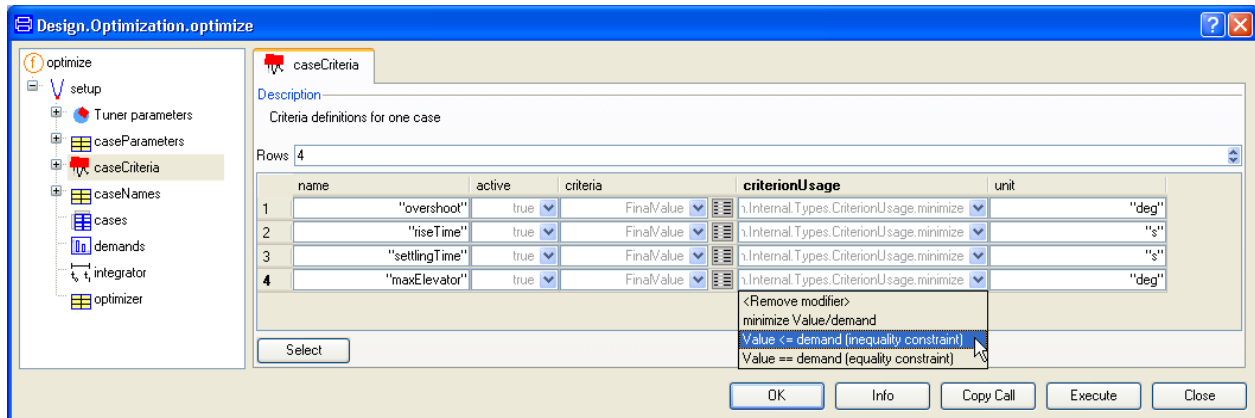 Design.Optimization.optimize
optimize
setup
Tuner parameters
caseParameters
caseCriteria
caseNames
cases
demands
integrator
optimizer
caseCriteria
Description
Criteria definitions for one case
Rows 4
name active criteria criterionUsage unit
1 "overshoot" true FinalValue n.Internal.Types.CriterionUsage.minimize "deg"
2 "riseTime" true FinalValue n.Internal.Types.CriterionUsage.minimize "s"
3 "settlingTime" true FinalValue n.Internal.Types.CriterionUsage.minimize "s"
4 "maxElevator" true FinalValue n.Internal.Types.CriterionUsage.minimize "deg"
<Remove modifier>
minimize Value/demand
Value <= demand (inequality constraint)
Value == demand (equality constraint)
Select
OK Info Copy Call Execute Close